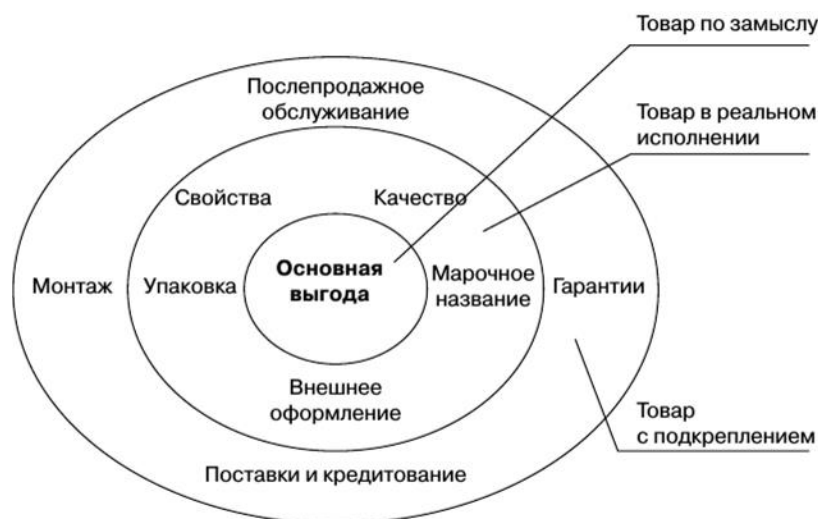 Товар по замыслу
Послепродажное
обслуживание
Товар в реальном
исполнении
Свойства
Качество
Основная
выгода
Монтаж
Упаковка
Марочное
название
Гарантии
Внешнее
оформление
Товар
с подкреплением
Поставки и кредитование